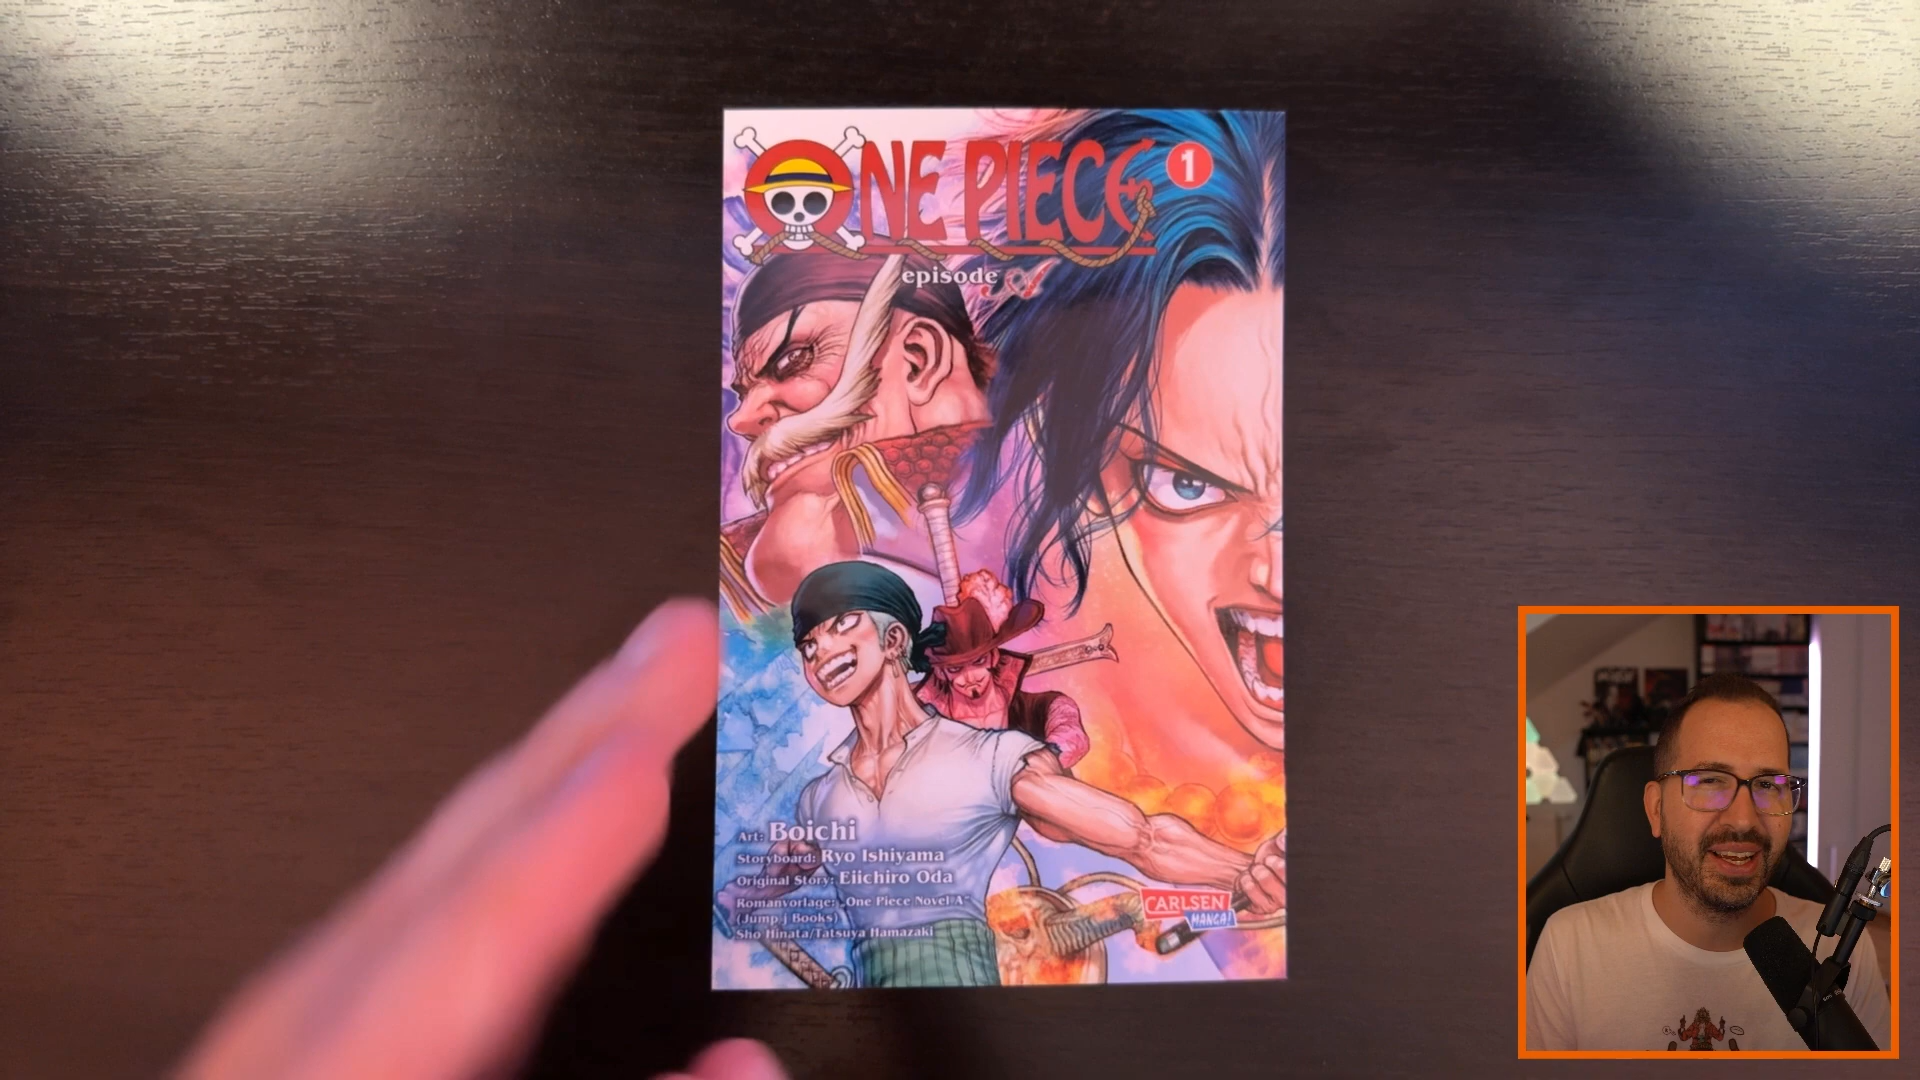 ONE PIECE 1
episode A
Art: Boichi
Storyboard: Ryo Ishiyama
Original Story: Eiichiro Oda
Romanvorlage: „One Piece Novel A“
(Jump j Books)
Sho Hinata/Tatsuya Hamazaki
CARLSEN
MANGA!